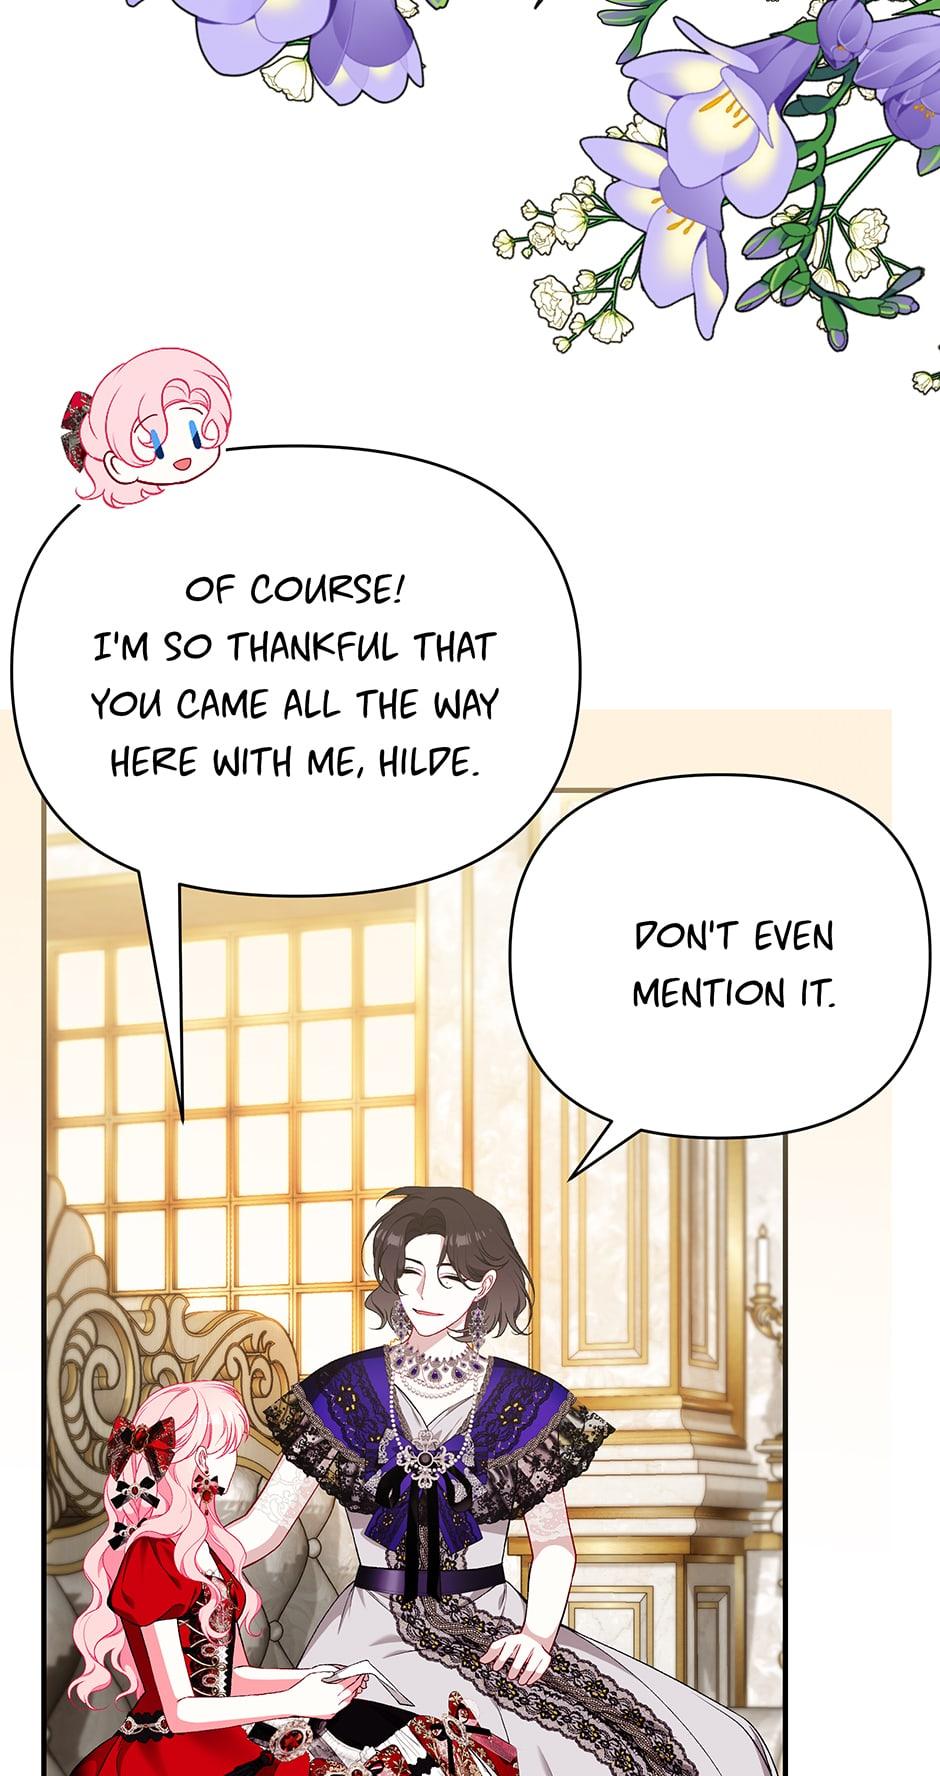 OF COURSE!
I'M SO THANKFUL THAT
YOU CAME ALL THE WAY
HERE WITH ME, HILDE.
DON'T EVEN
MENTION IT.